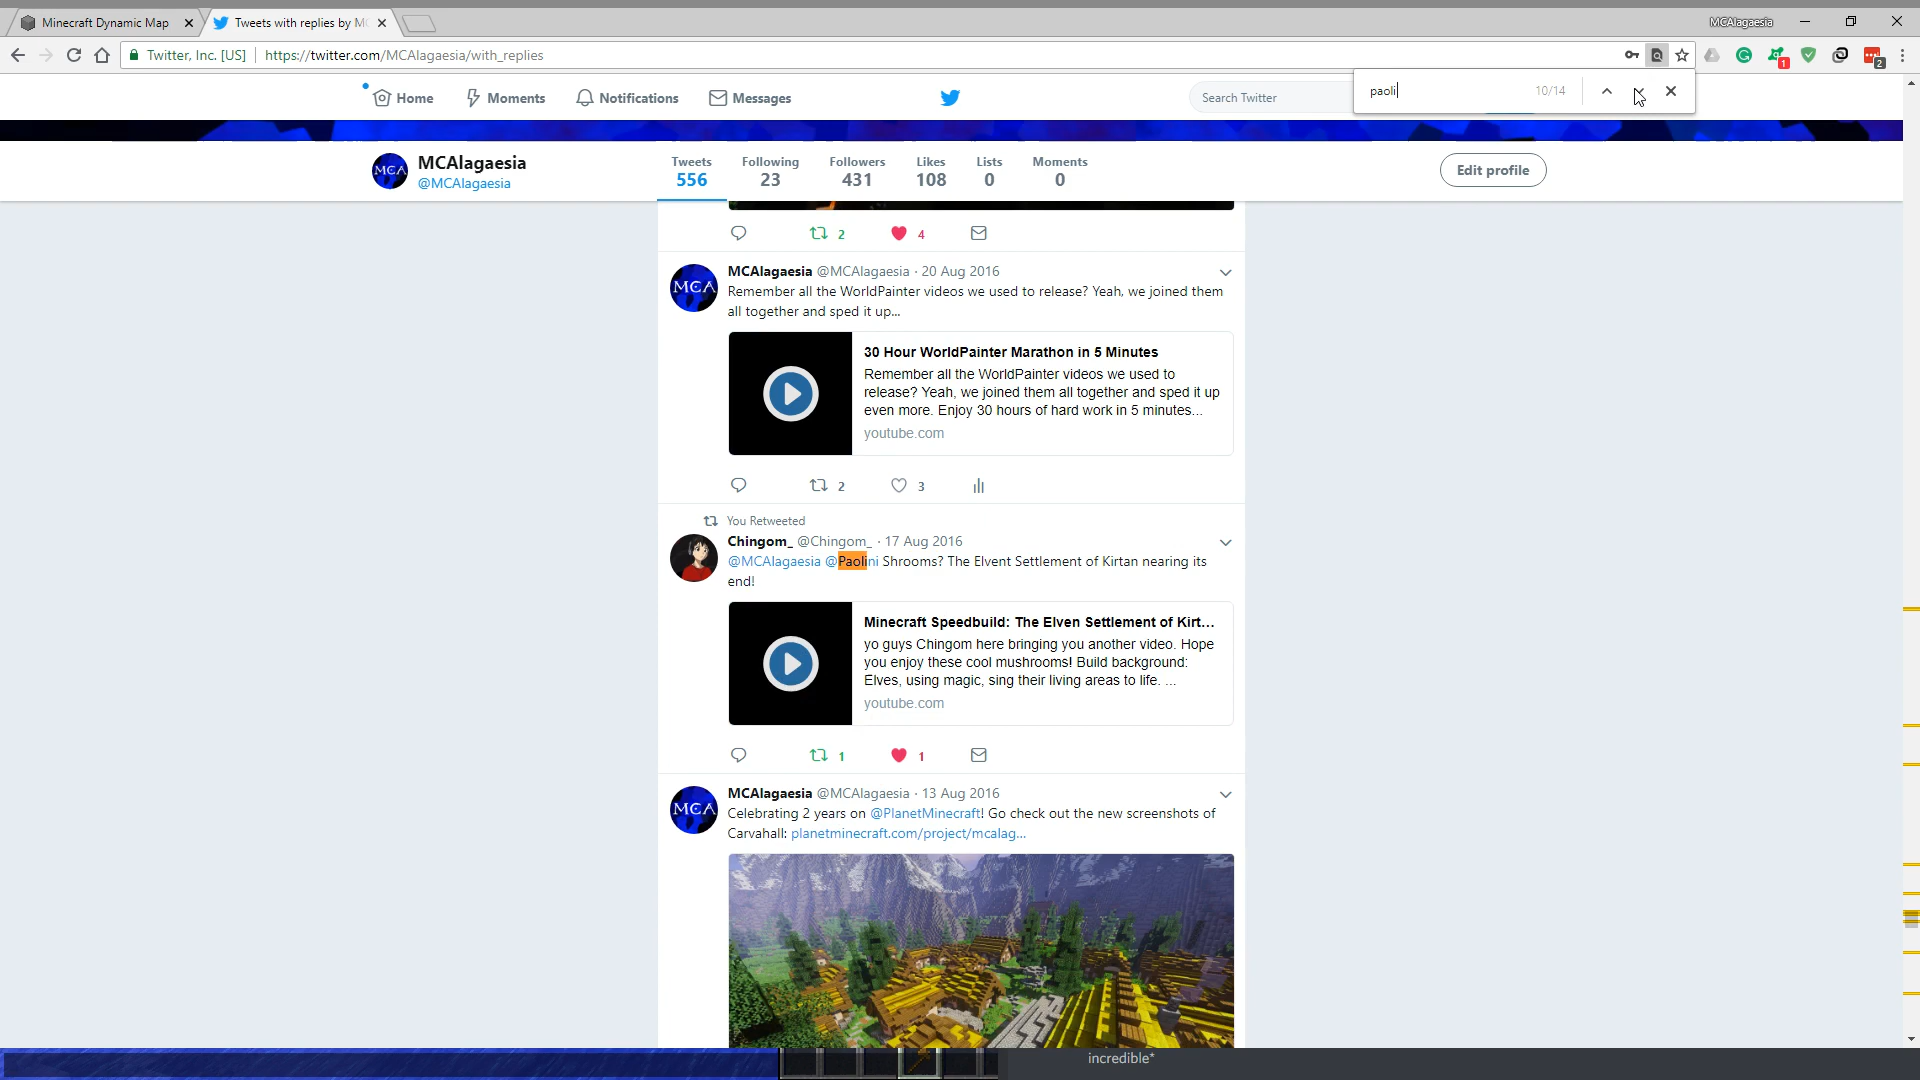 Minecraft Dynamic Map
Tweets with replies by MC
MCAlagaesia
Twitter, Inc. [US]
https://twitter.com/MCAlagaesia/with_replies
1
2
Home
Moments
Notifications
Messages
Search Twitter
paoli
10/14
MCA
MCAlagaesia
@MCAlagaesia
Tweets
556
Following
23
Followers
431
Likes
108
Lists
0
Moments
0
Edit profile
2
4
MCA
MCAlagaesia @MCAlagaesia · 20 Aug 2016
Remember all the WorldPainter videos we used to release? Yeah, we joined them
all together and sped it up...
30 Hour WorldPainter Marathon in 5 Minutes
Remember all the WorldPainter videos we used to
release? Yeah, we joined them all together and sped it up
even more. Enjoy 30 hours of hard work in 5 minutes...
youtube.com
2
3
You Retweeted
Chingom_ @Chingom_ · 17 Aug 2016
@MCAlagaesia @Paolini Shrooms? The Elvent Settlement of Kirtan nearing its
end!
Minecraft Speedbuild: The Elven Settlement of Kirt...
yo guys Chingom here bringing you another video. Hope
you enjoy these cool mushrooms! Build background:
Elves, using magic, sing their living areas to life. ...
youtube.com
1
1
MCA
MCAlagaesia @MCAlagaesia · 13 Aug 2016
Celebrating 2 years on @PlanetMinecraft! Go check out the new screenshots of
Carvahall: planetminecraft.com/project/mcalag...
incredible*